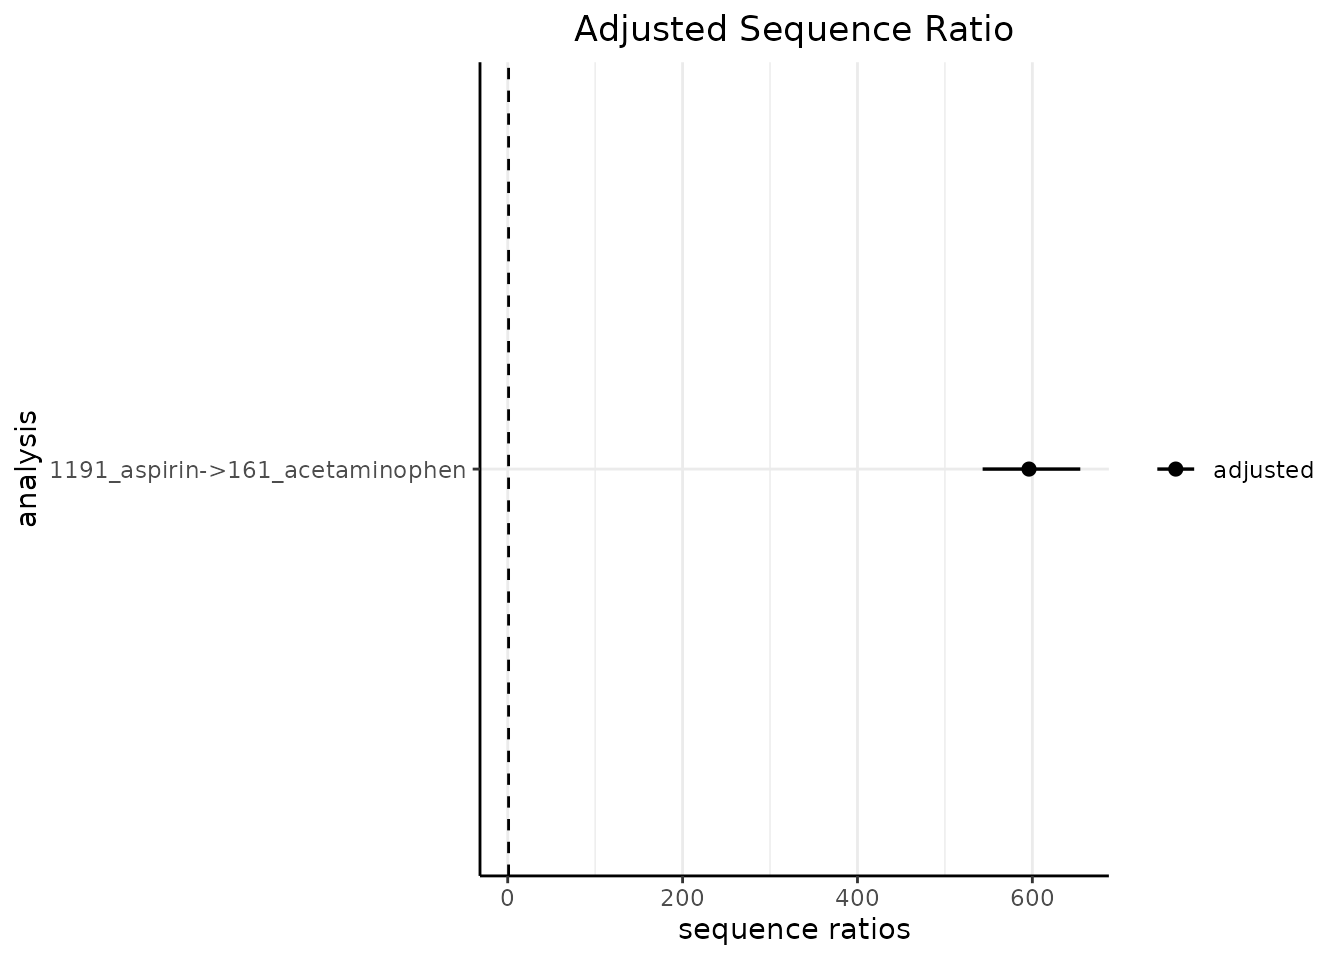 Adjusted Sequence Ratio
analysis
1191_aspirin->161_acetaminophen
adjusted
0 200 400 600
sequence ratios